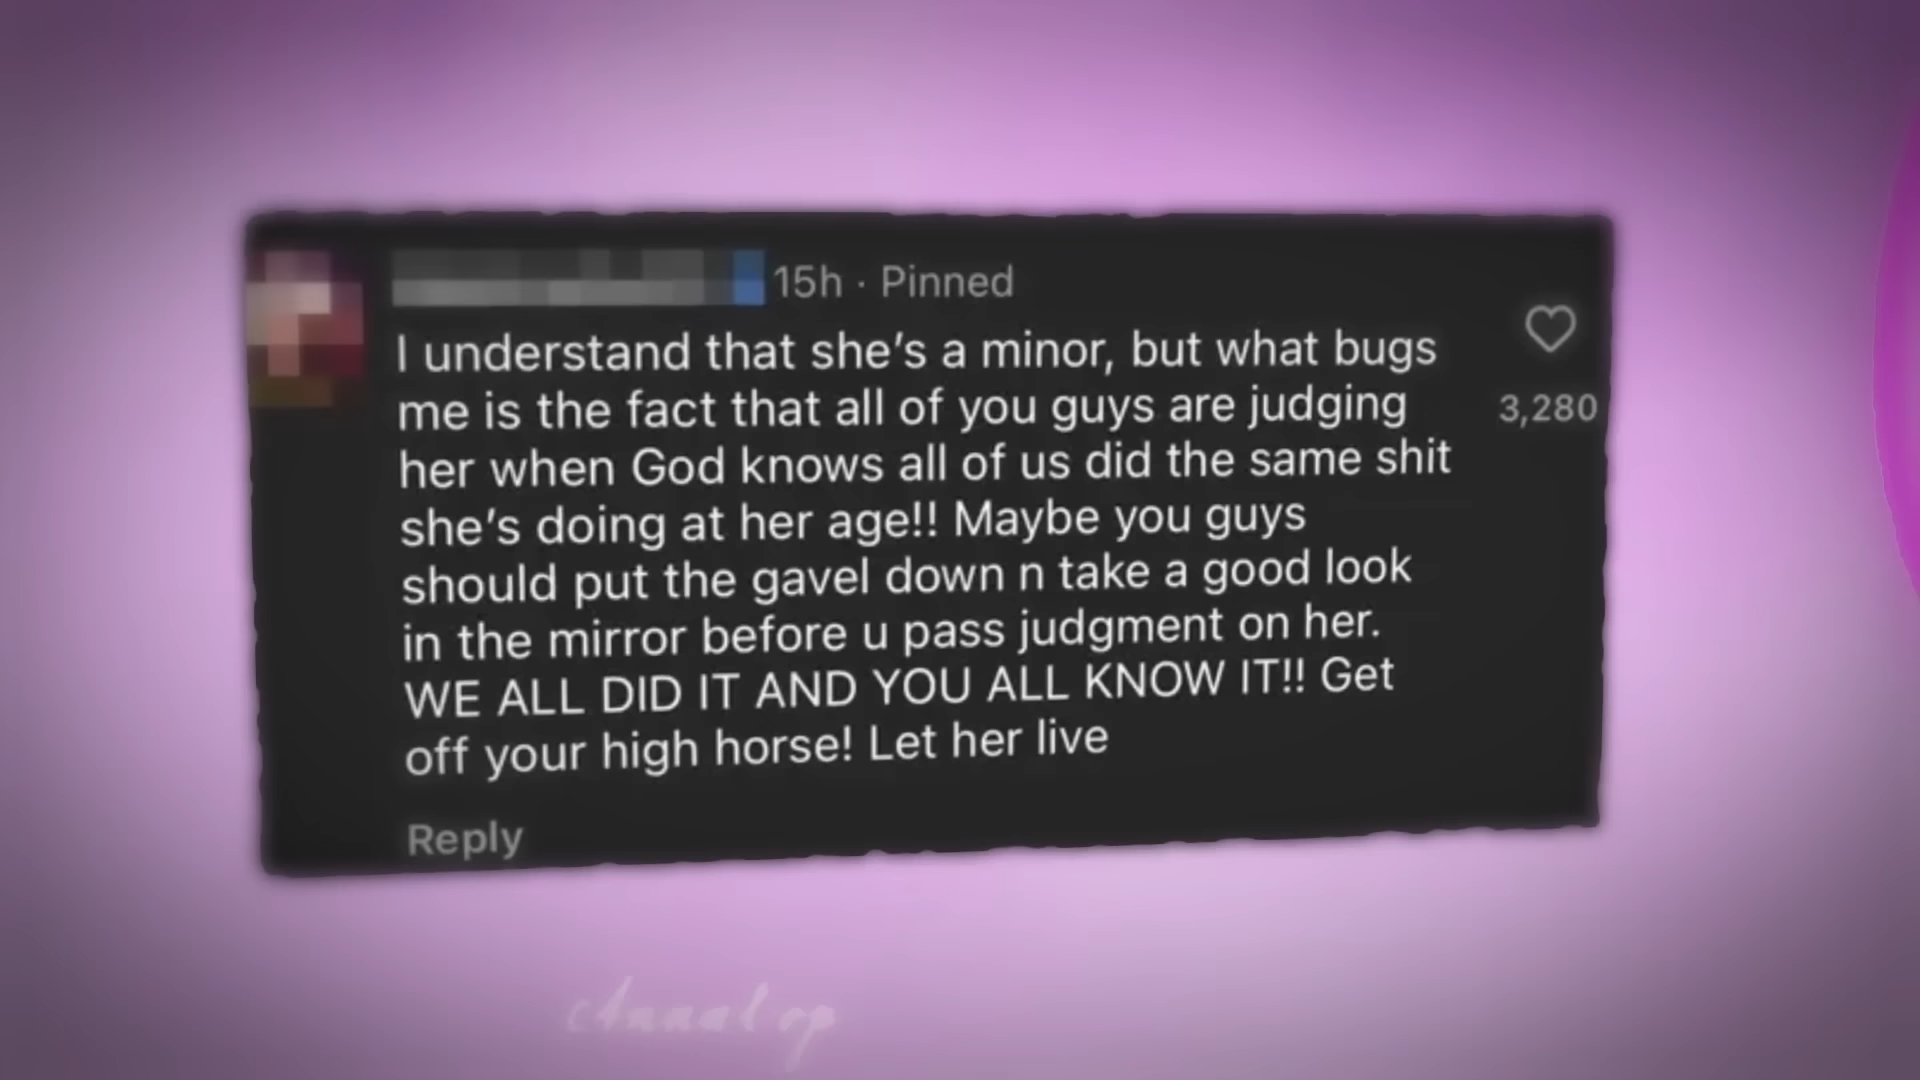 15h · Pinned
I understand that she's a minor, but what bugs
me is the fact that all of you guys are judging
her when God knows all of us did the same shit
she's doing at her age!! Maybe you guys
should put the gavel down n take a good look
in the mirror before u pass judgment on her.
WE ALL DID IT AND YOU ALL KNOW IT!! Get
off your high horse! Let her live
3,280
Reply